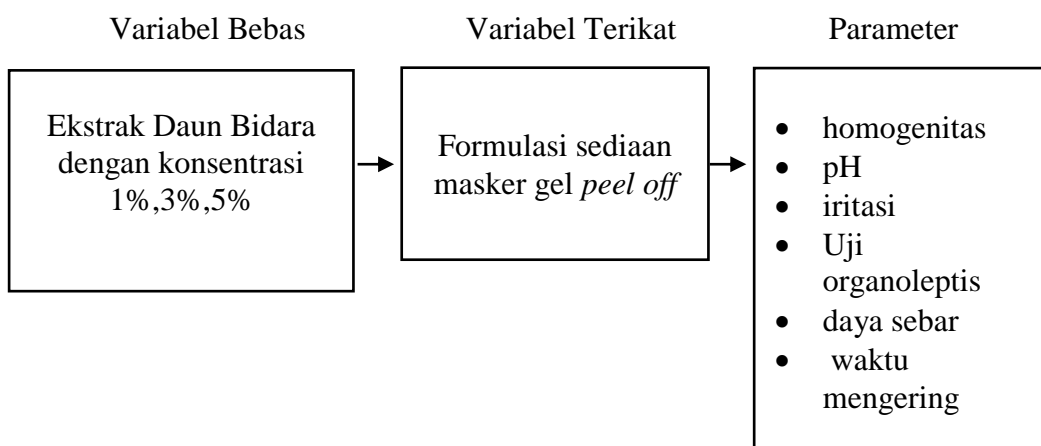 Variabel Bebas
Variabel Terikat
Parameter
Ekstrak Daun Bidara
dengan konsentrasi
1%,3%,5%
Formulasi sediaan
masker gel peel off
• homogenitas
• pH
• iritasi
• Uji
organoleptis
• daya sebar
• waktu
mengering